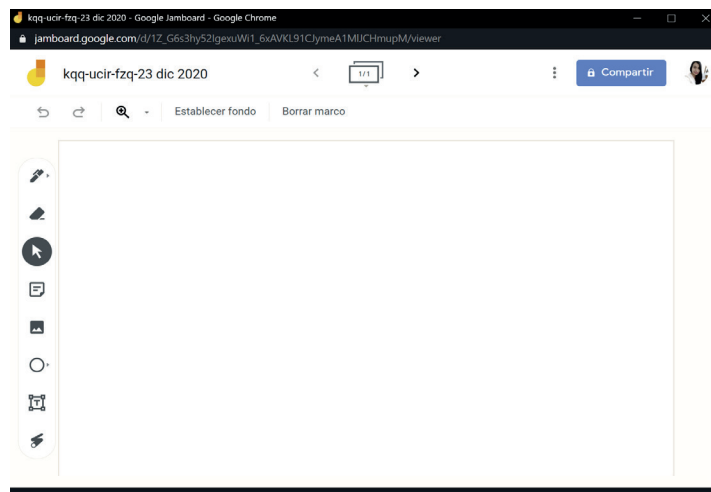 kqq-ucir-fzq-23 dic 2020 - Google Jamboard - Google Chrome
jamboard.google.com/d/1Z_G6s3hy52IgexuWi1_6xAVKL91CJymeA1MIJCHmupM/viewer
kqq-ucir-fzq-23 dic 2020
1/1
Compartir
Establecer fondo
Borrar marco
T